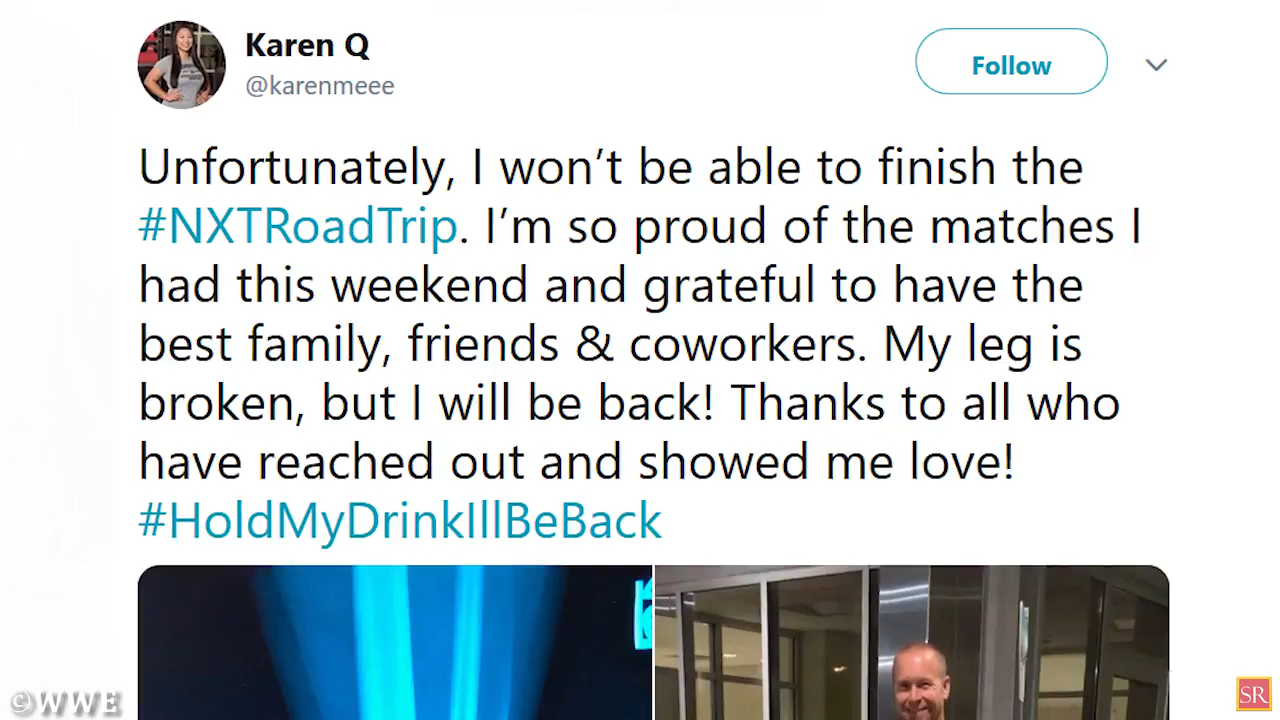 Karen Q
@karenmeee
Follow
Unfortunately, I won’t be able to finish the
#NXTRoadTrip. I’m so proud of the matches I
had this weekend and grateful to have the
best family, friends & coworkers. My leg is
broken, but I will be back! Thanks to all who
have reached out and showed me love!
#HoldMyDrinkIllBeBack
©WWE
SR